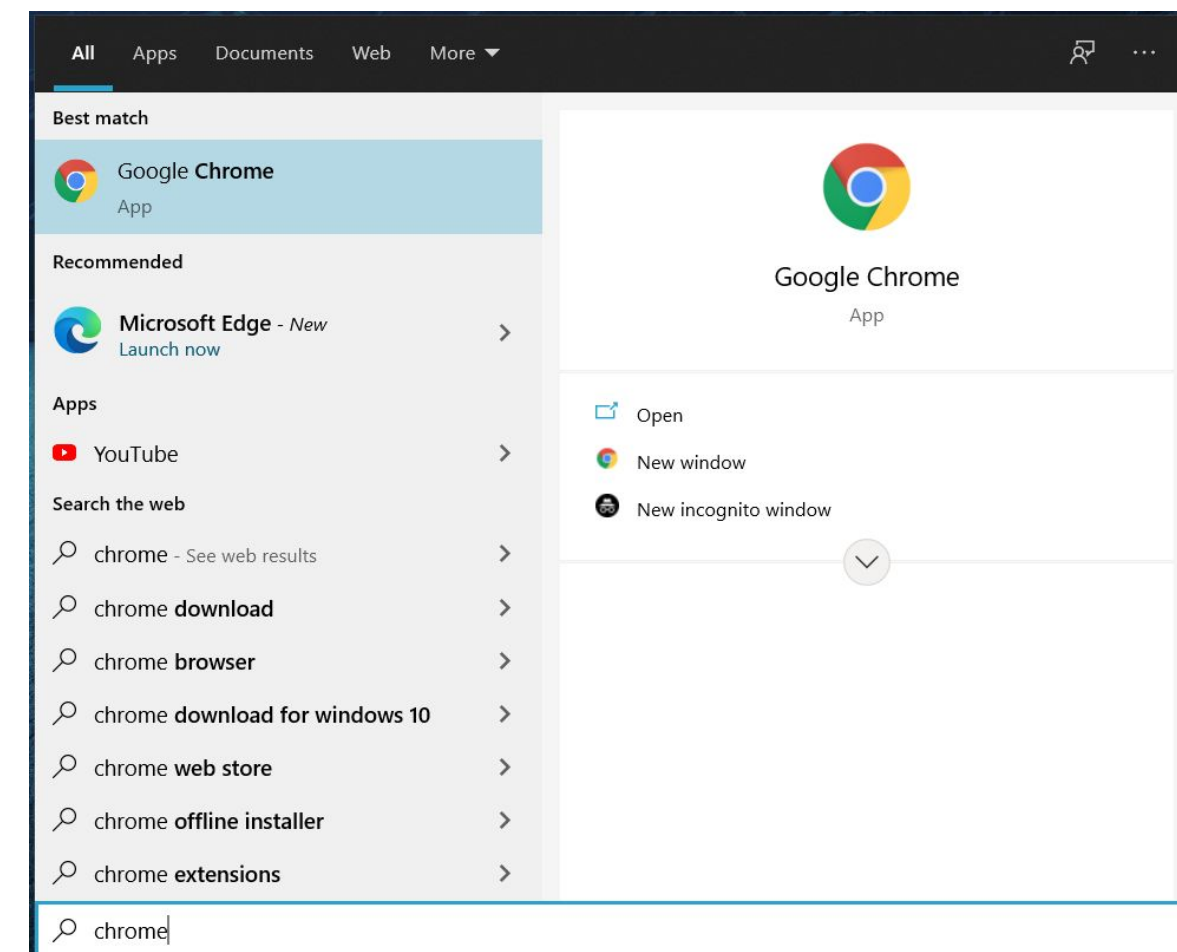 All Apps Documents Web More
Best match
Google Chrome
App
Recommended
Microsoft Edge - New
Launch now
Apps
YouTube
Search the web
chrome - See web results
chrome download
chrome browser
chrome download for windows 10
chrome web store
chrome offline installer
chrome extensions
chrome
Google Chrome
App
Open
New window
New incognito window